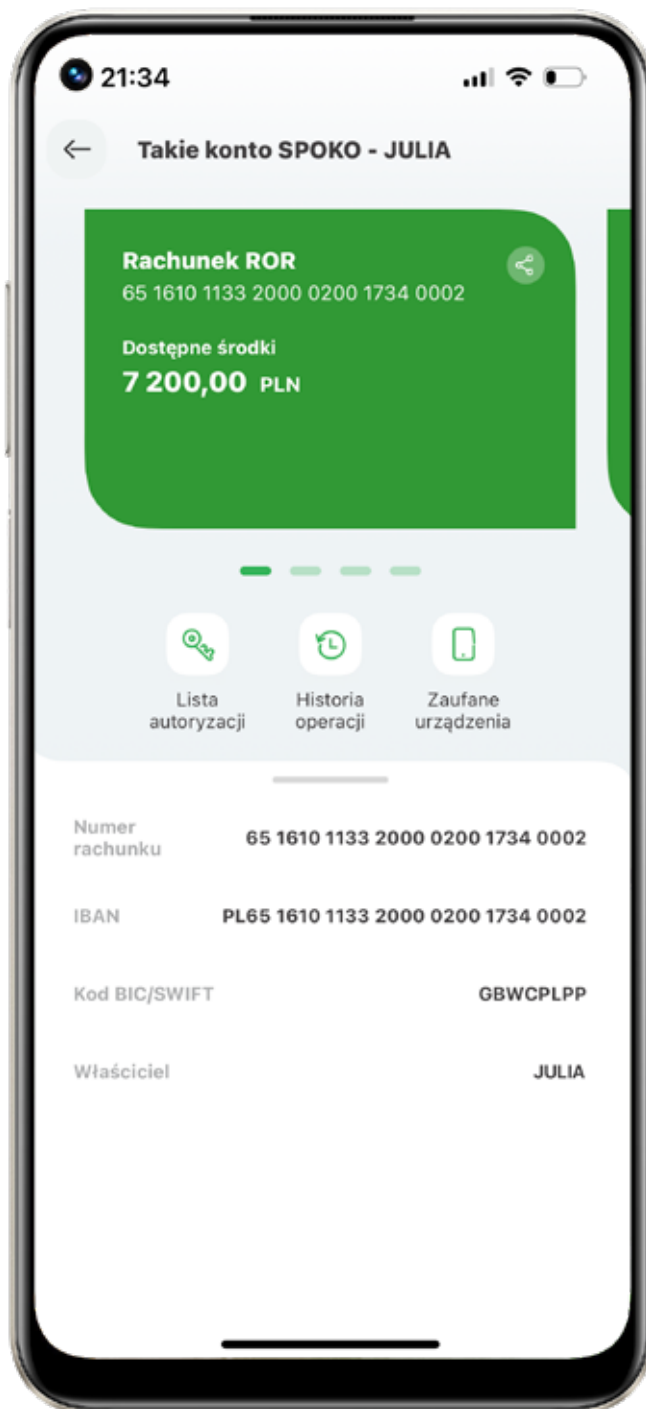 21:34
Takie konto SPOKO - JULIA
Rachunek ROR
65 1610 1133 2000 0200 1734 0002
Dostępne środki
7 200,00 PLN
Lista
autoryzacji
Historia
operacji
Zaufane
urządzenia
Numer
rachunku
65 1610 1133 2000 0200 1734 0002
IBAN
PL65 1610 1133 2000 0200 1734 0002
Kod BIC/SWIFT
GBWCPLPP
Właściciel
JULIA